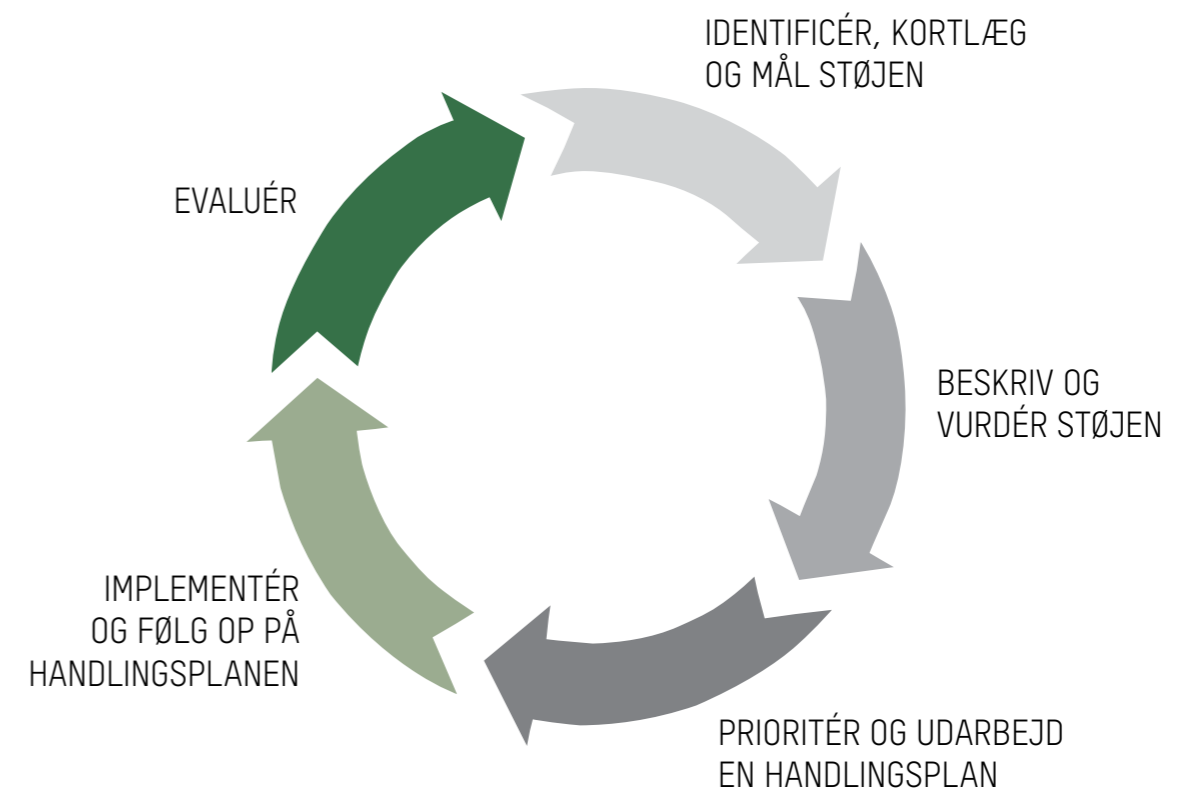 IDENTIFICÉR, KORTLÆG
OG MÅL STØJEN
BESKRIV OG
VURDÉR STØJEN
PRIORITÉR OG UDARBEJD
EN HANDLINGSPLAN
IMPLEMENTÉR
OG FØLG OP PÅ
HANDLINGSPLANEN
EVALUÉR